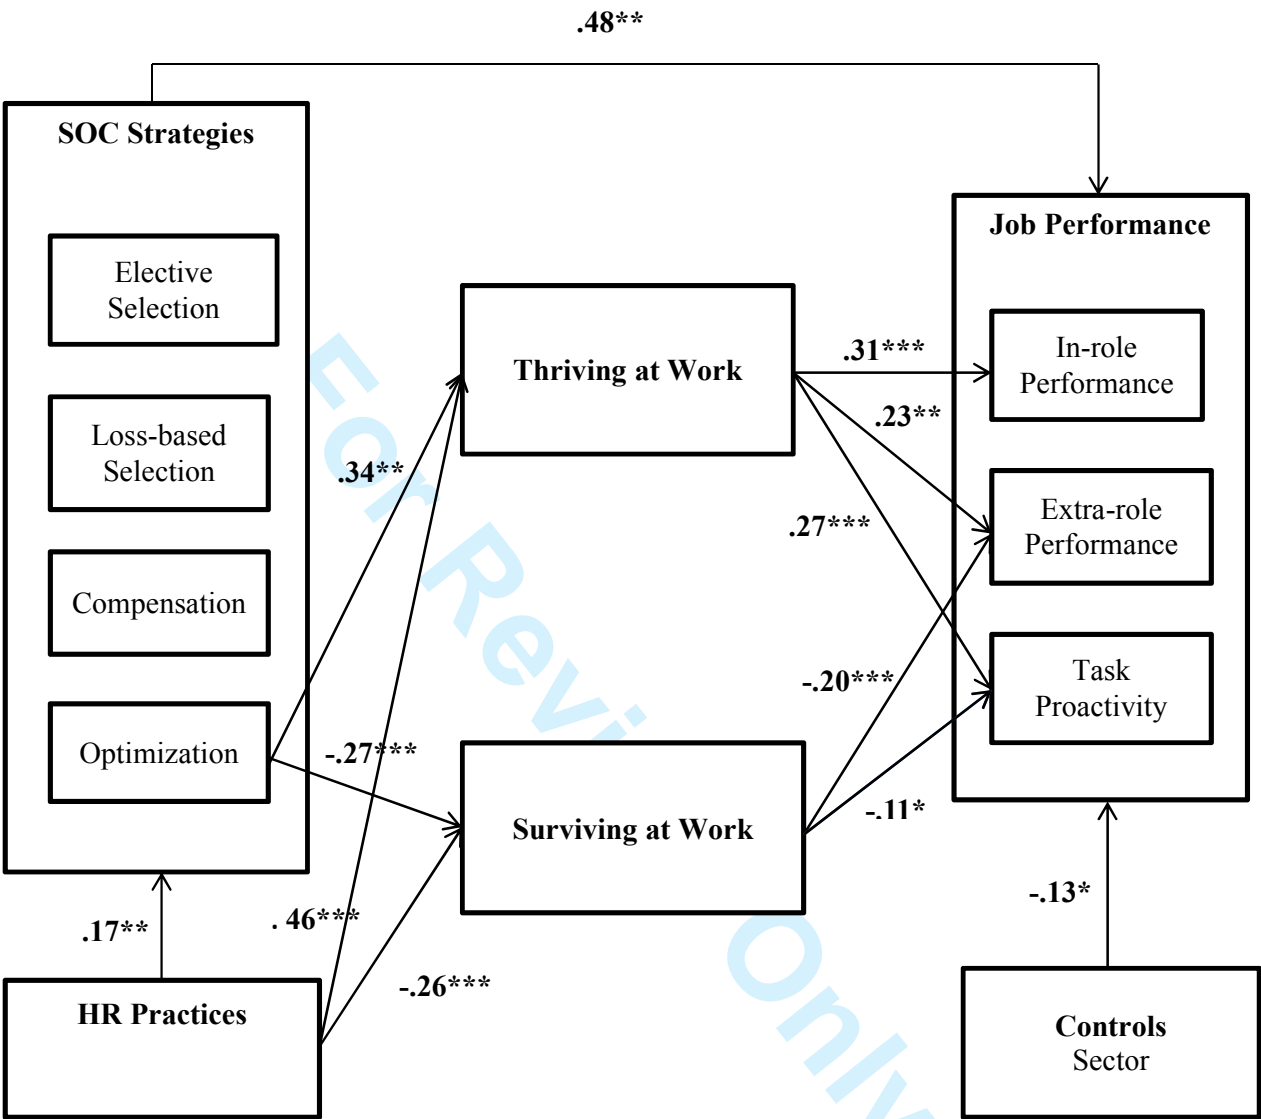 .48**
SOC Strategies
Job Performance
Elective
Selection
Thriving at Work
.31***
In-role
Performance
.23**
Loss-based
Selection
.34**
Extra-role
Performance
.27***
Compensation
Task
Proactivity
-.20***
Optimization
-.27***
Surviving at Work
-.11*
-.13*
.17**
. 46***
-.26***
HR Practices
Controls
Sector
For Revi
Only